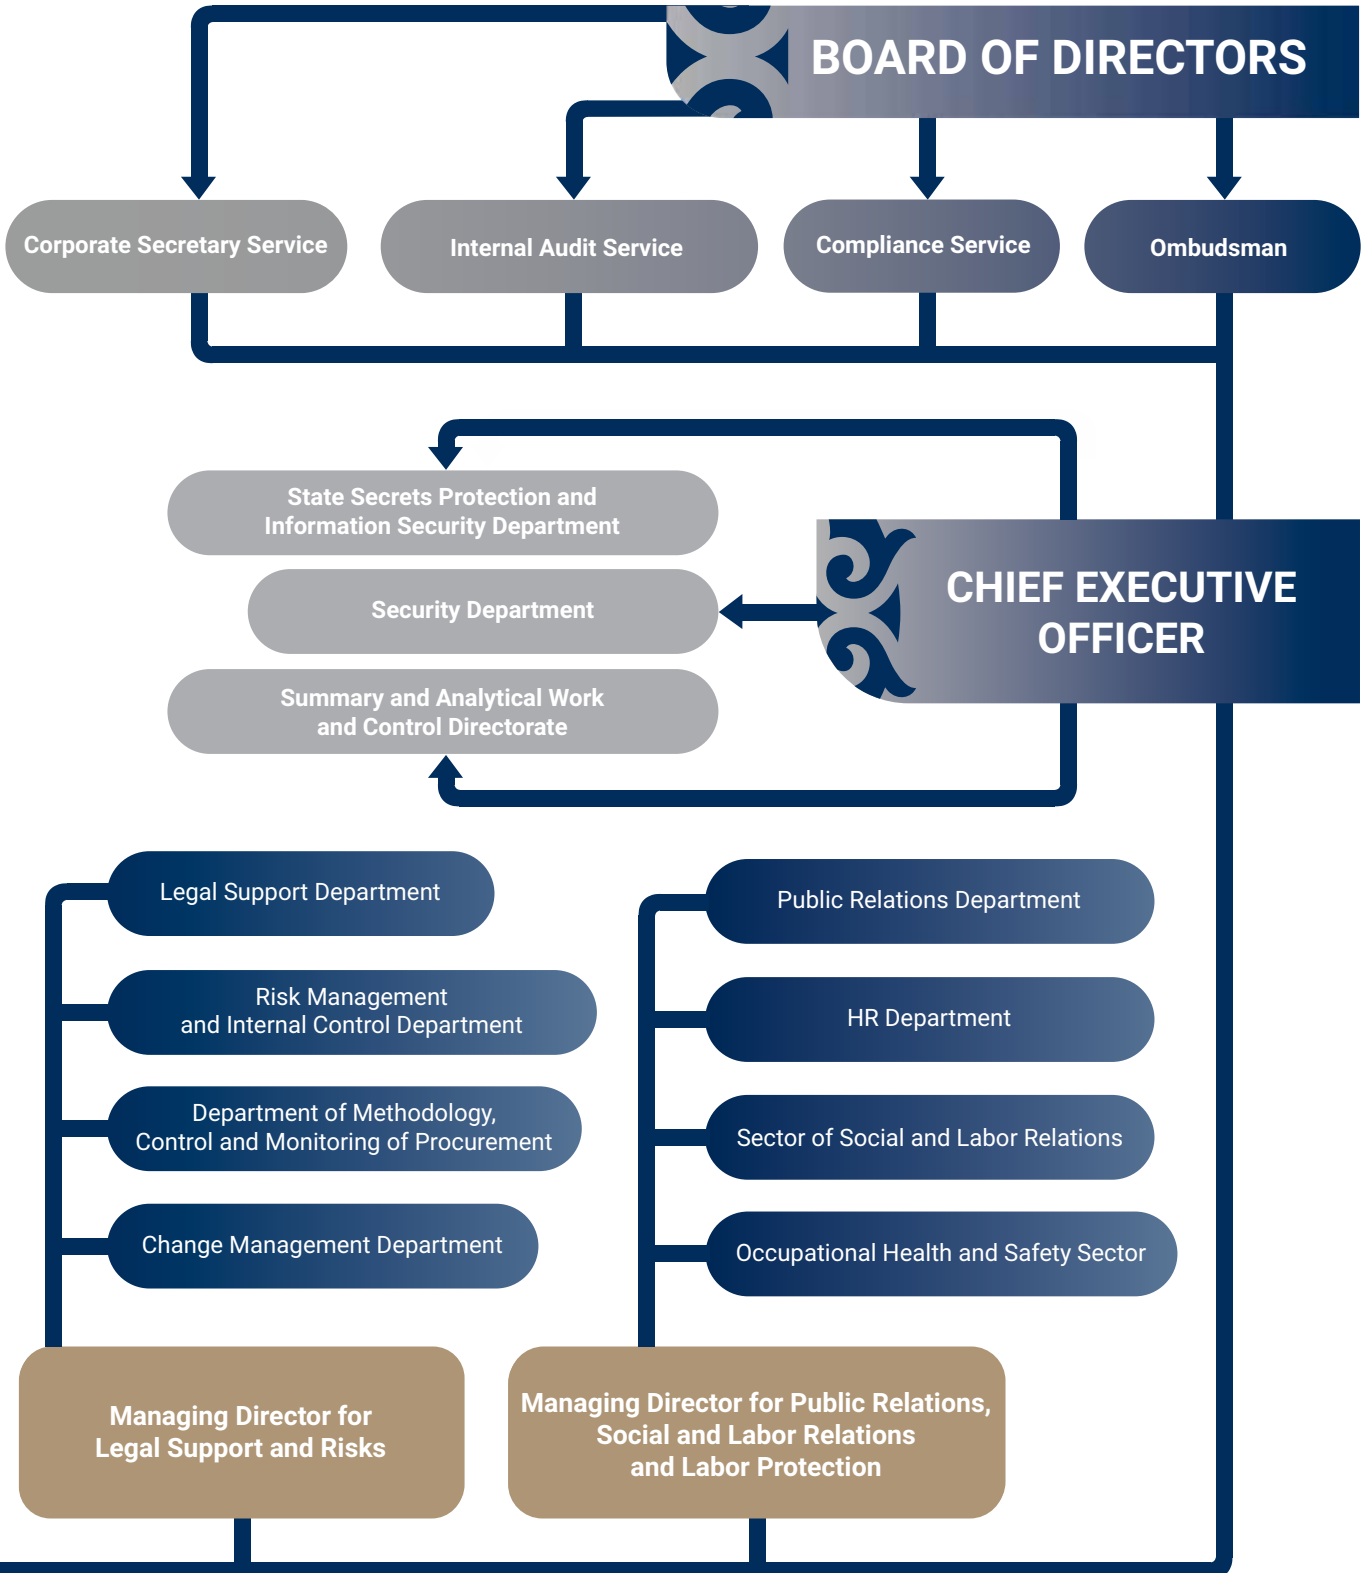 BOARD OF DIRECTORS
Corporate Secretary Service
Internal Audit Service
Compliance Service
Ombudsman
State Secrets Protection and
Information Security Department
Security Department
Summary and Analytical Work
and Control Directorate
CHIEF EXECUTIVE
OFFICER
Legal Support Department
Risk Management
and Internal Control Department
Department of Methodology,
Control and Monitoring of Procurement
Change Management Department
Managing Director for
Legal Support and Risks
Public Relations Department
HR Department
Sector of Social and Labor Relations
Occupational Health and Safety Sector
Managing Director for Public Relations,
Social and Labor Relations
and Labor Protection